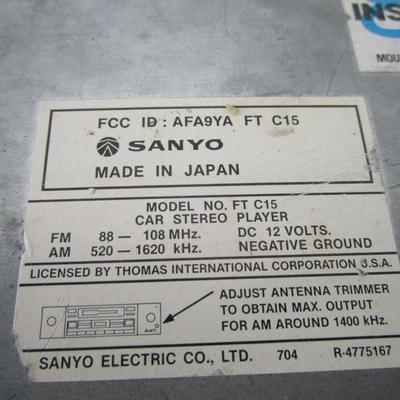 INS
MOU
FCC ID: AFA9YA FT C15
SANYO
MADE IN JAPAN
MODEL NO. FT C15
CAR STEREO PLAYER
FM 88 — 108 MHz. DC 12 VOLTS.
AM 520 — 1620 kHz. NEGATIVE GROUND
LICENSED BY THOMAS INTERNATIONAL CORPORATION U.S.A.
ADJUST ANTENNA TRIMMER
TO OBTAIN MAX. OUTPUT
FOR AM AROUND 1400 kHz.
ANT.
SANYO ELECTRIC CO., LTD. 704 R-4775167